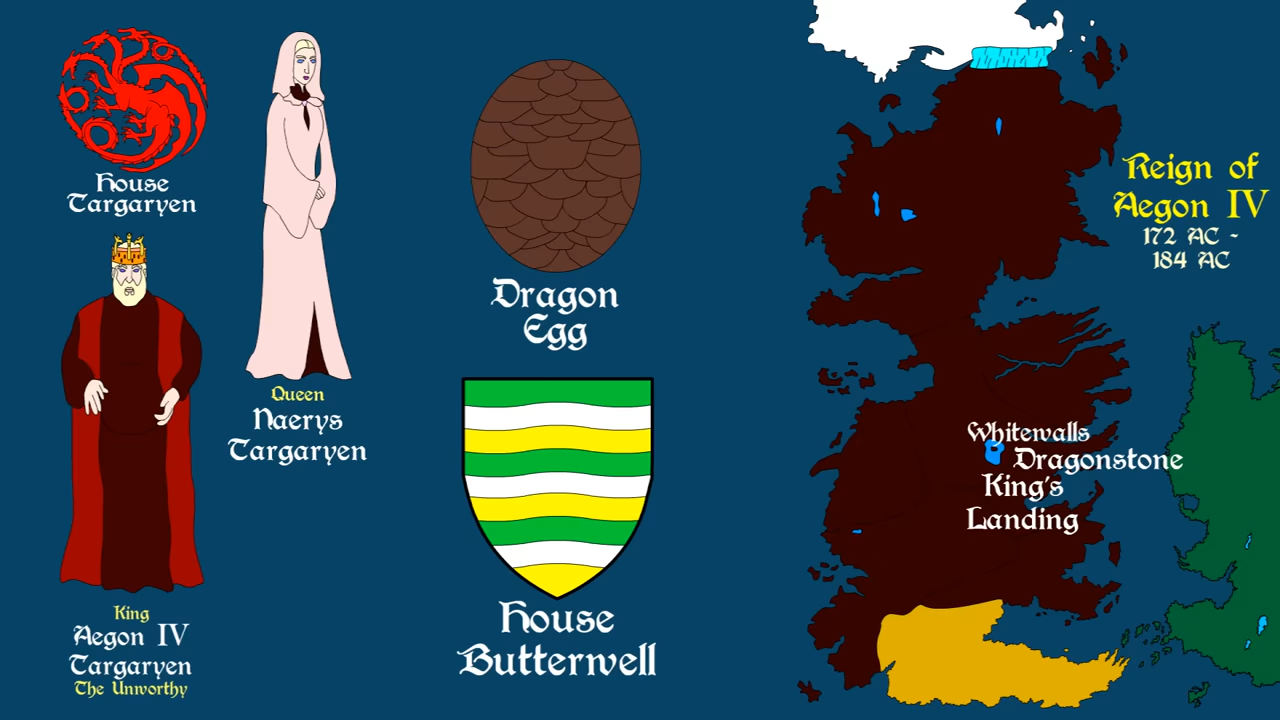 House
Targaryen
King
Aegon IV
Targaryen
The Unworthy
Queen
Naerys
Targaryen
Dragon
Egg
House
Butterwell
Whitewalls
Dragonstone
King's
Landing
Reign of
Aegon IV
172 AC -
184 AC